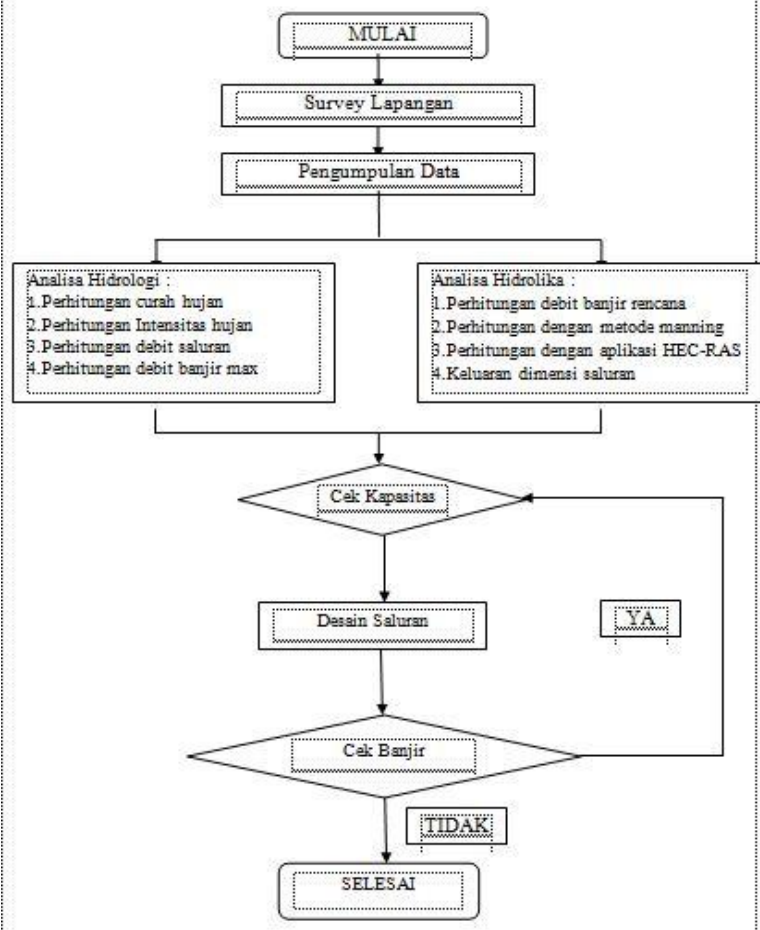 MULAI
Survey Lapangan
Pengumpulan Data
Analisa Hidrologi :
1.Perhitungan curah hujan
2.Perhitungan Intensitas hujan
3.Perhitungan debit saluran
4.Perhitungan debit banjir max
Analisa Hidrolika :
1.Perhitungan debit banjir rencana
2.Perhitungan dengan metode manning
3.Perhitungan dengan aplikasi HEC-RAS
4.Keluaran dimensi saluran
Cek Kapasitas
Desain Saluran
YA
Cek Banjir
TIDAK
SELESAI